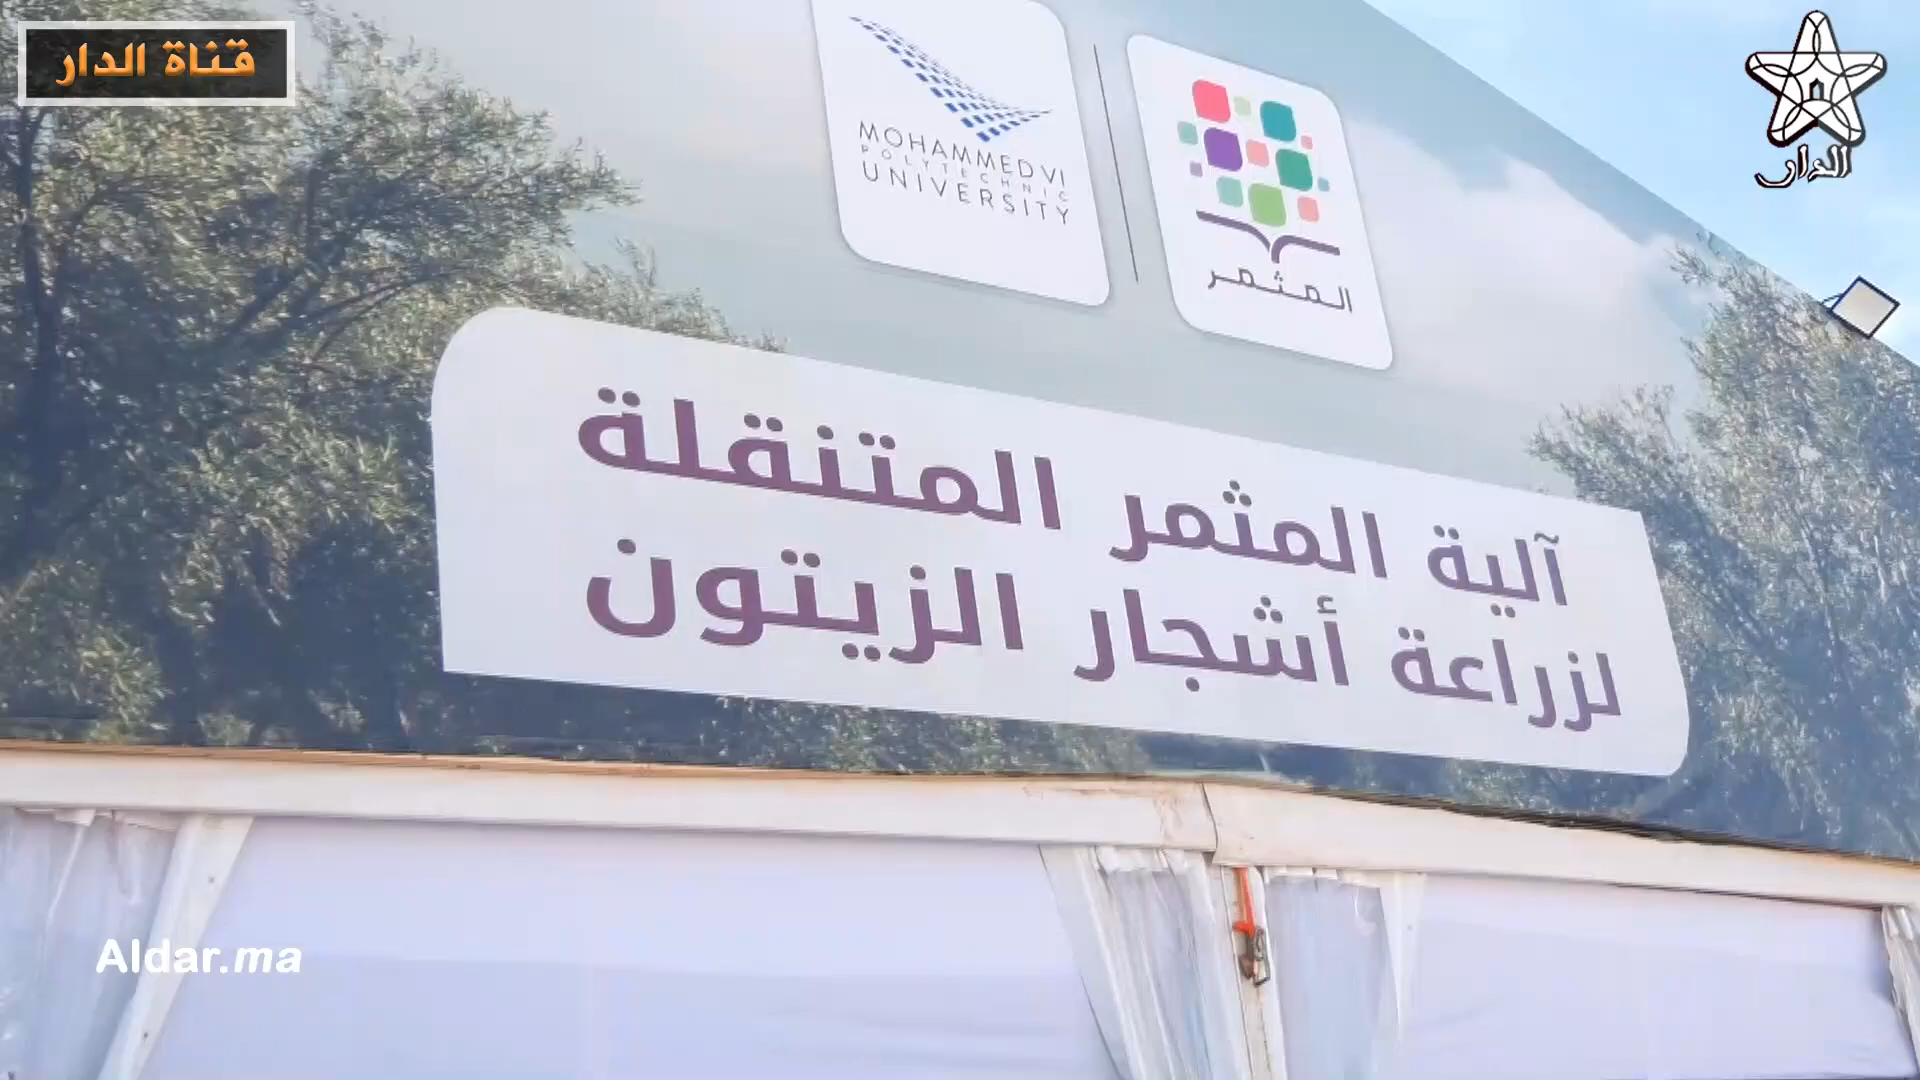 قناة الدار
الدار
MOHAMMED VI
POLYTECHNIC
UNIVERSITY
المثمر
آلية المثمر المتنقلة
لزراعة أشجار الزيتون
Aldar.ma